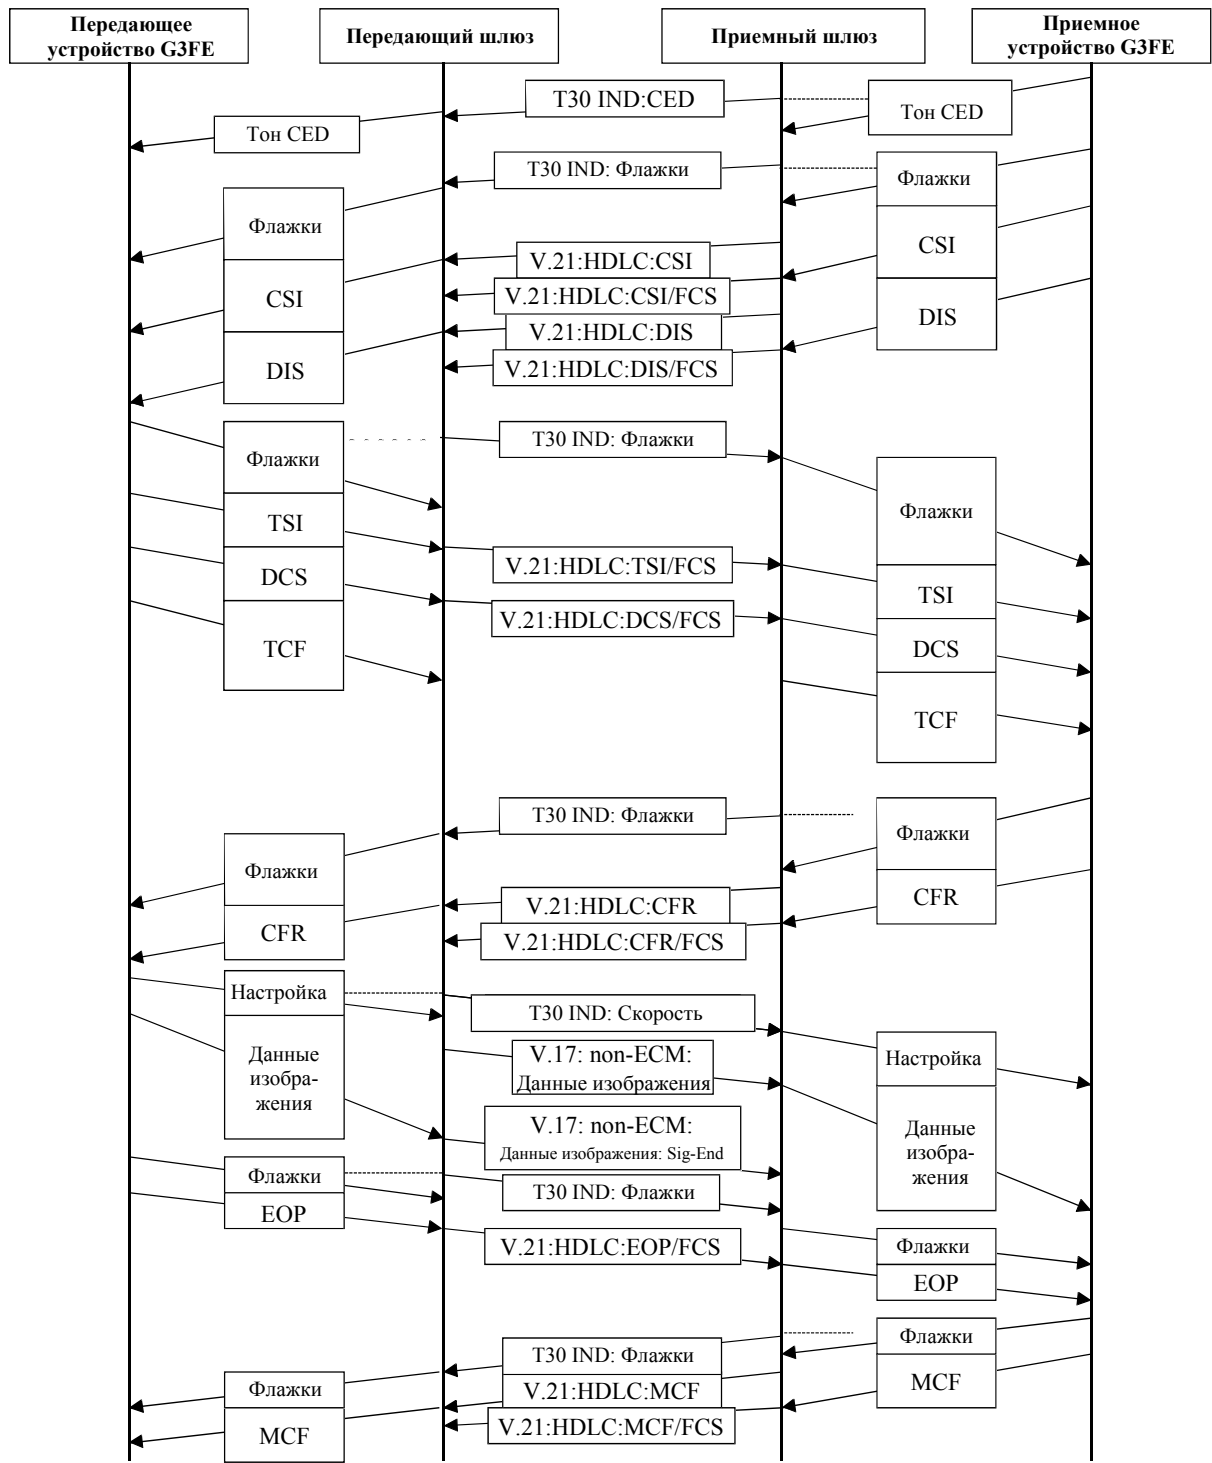 Передающее
устройство G3FE
Передающий шлюз
Приемный шлюз
Приемное
устройство G3FE
T30 IND:CED
Тон CED
Тон CED
T30 IND: Флажки
Флажки
Флажки
CSI
V.21:HDLC:CSI
CSI
V.21:HDLC:CSI/FCS
DIS
V.21:HDLC:DIS
DIS
V.21:HDLC:DIS/FCS
T30 IND: Флажки
Флажки
Флажки
TSI
V.21:HDLC:TSI/FCS
DCS
TSI
V.21:HDLC:DCS/FCS
TCF
DCS
TCF
T30 IND: Флажки
Флажки
Флажки
V.21:HDLC:CFR
CFR
CFR
V.21:HDLC:CFR/FCS
Настройка
T30 IND: Скорость
Данные
изобра-
жения
V.17: non-ECM:
Данные изображения
Настройка
V.17: non-ECM:
Данные изображения: Sig-End
Данные
изобра-
жения
Флажки
T30 IND: Флажки
EOP
V.21:HDLC:EOP/FCS
Флажки
EOP
Флажки
T30 IND: Флажки
MCF
Флажки
V.21:HDLC:MCF
V.21:HDLC:MCF/FCS
MCF